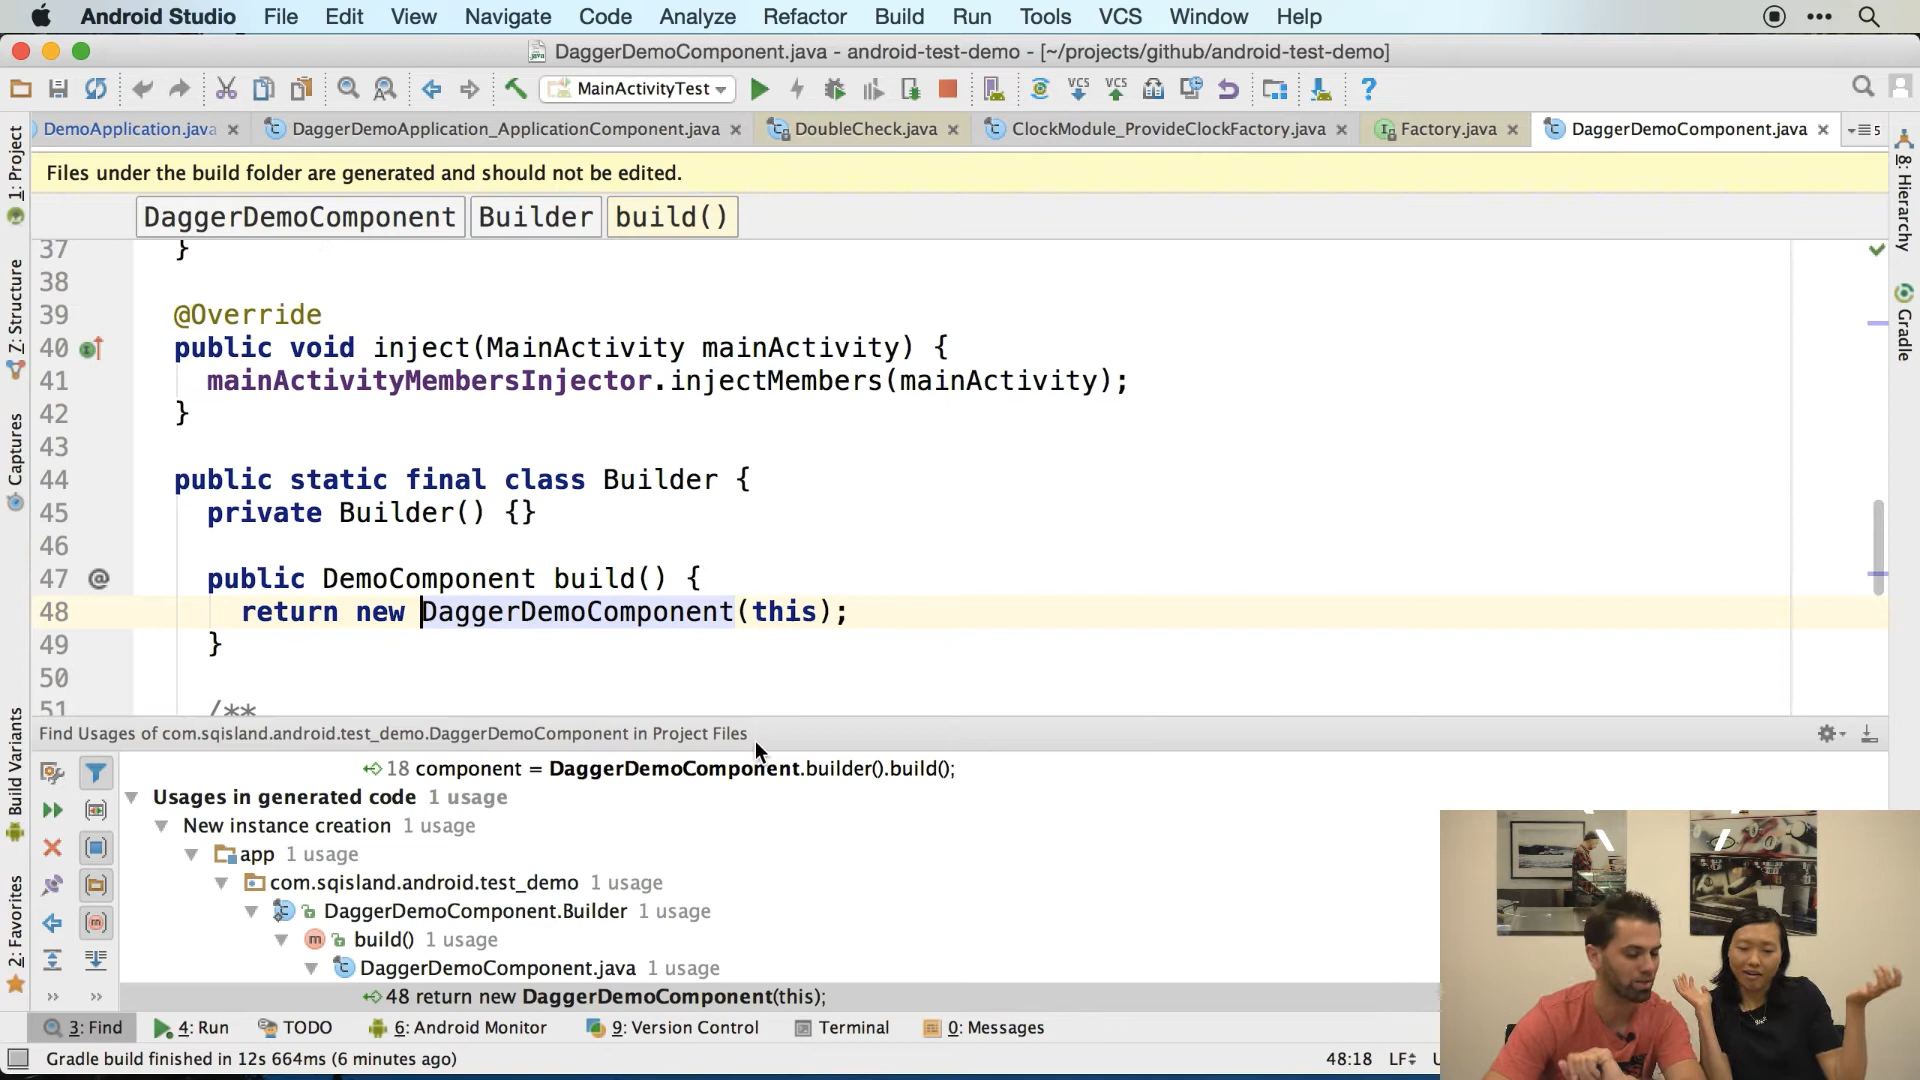 Android Studio File Edit View Navigate Code Analyze Refactor Build Run Tools VCS Window Help
DaggerDemoComponent.java - android-test-demo - [~/projects/github/android-test-demo]
MainActivityTest VCS VCS ?
DemoApplication.java DaggerDemoApplication_ApplicationComponent.java DoubleCheck.java ClockModule_ProvideClockFactory.java Factory.java DaggerDemoComponent.java 5
Files under the build folder are generated and should not be edited.
DaggerDemoComponent Builder build()
37 }
38
39 @Override
40 public void inject(MainActivity mainActivity) {
41 mainActivityMembersInjector.injectMembers(mainActivity);
42 }
43
44 public static final class Builder {
45 private Builder() {}
46
47 @ public DemoComponent build() {
48 return new DaggerDemoComponent(this);
49 }
50
51 /**
Find Usages of com.sqisland.android.test_demo.DaggerDemoComponent in Project Files
18 component = DaggerDemoComponent.builder().build();
Usages in generated code 1 usage
New instance creation 1 usage
app 1 usage
com.sqisland.android.test_demo 1 usage
DaggerDemoComponent.Builder 1 usage
m build() 1 usage
DaggerDemoComponent.java 1 usage
48 return new DaggerDemoComponent(this);
3: Find 4: Run TODO 6: Android Monitor 9: Version Control Terminal 0: Messages
Gradle build finished in 12s 664ms (6 minutes ago) 48:18 LF
1: Project
Z: Structure
Captures
Build Variants
2: Favorites
8: Hierarchy
Gradle